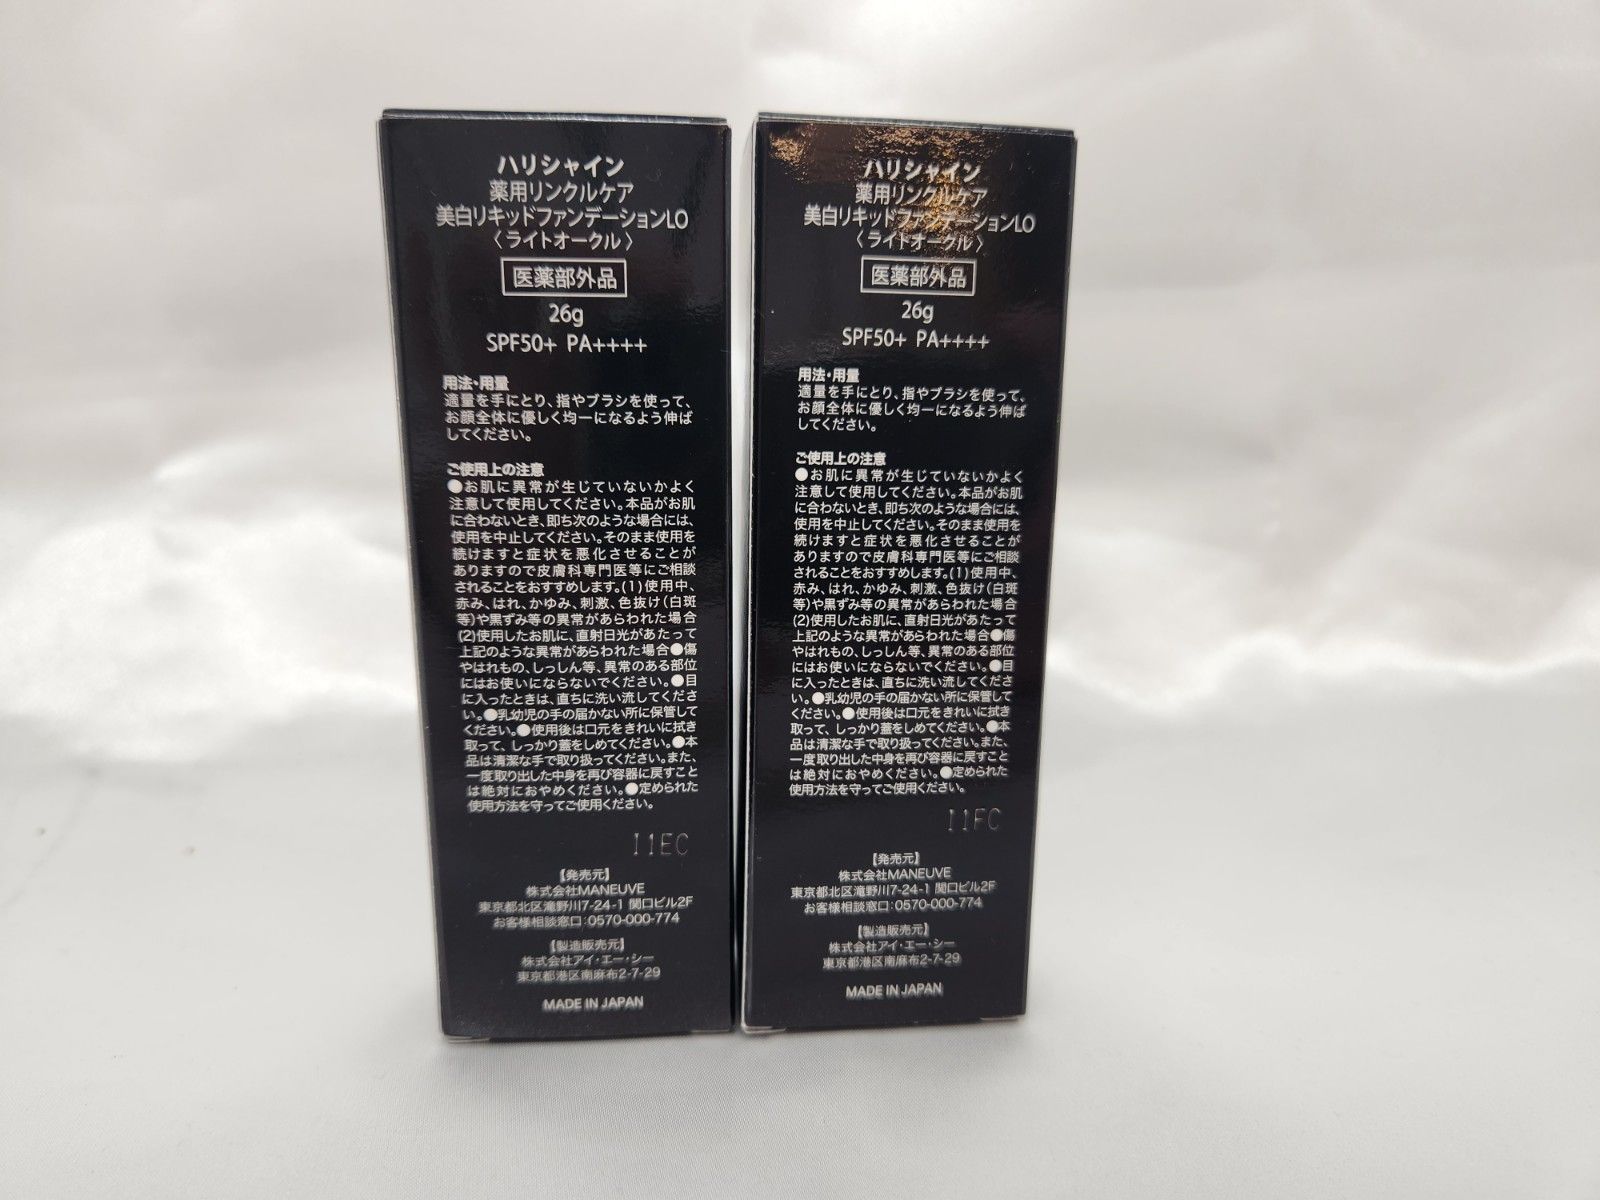 ハリシャイン
薬用リンクルケア
美白リキッドファンデーションLO
〈ライトオークル〉
医薬部外品
26g
SPF50+ PA++++
用法・用量
適量を手にとり、指やブラシを使って、
お顔全体に優しく均一になるよう伸ば
してください。
ご使用上の注意
●お肌に異常が生じていないかよく
注意して使用してください。本品がお肌
に合わないとき、即ち次のような場合には、
使用を中止してください。そのまま使用を
続けますと症状を悪化させることが
ありますので皮膚科専門医等にご相談
されることをおすすめします。(1)使用中、
赤み、はれ、かゆみ、刺激、色抜け(白斑
等)や黒ずみ等の異常があらわれた場合
(2)使用したお肌に、直射日光があたって
上記のような異常があらわれた場合●傷
やはれもの、しっしん等、異常のある部位
にはお使いにならないでください。●目
に入ったときは、直ちに洗い流してくださ
い。●乳幼児の手の届かない所に保管して
ください。●使用後は口元をきれいに拭き
取って、しっかり蓋をしめてください。●本
品は清潔な手で取り扱ってください。また、
一度取り出した中身を再び容器に戻すこと
は絶対におやめください。●定められた
使用方法を守ってご使用ください。
I1EC
【発売元】
株式会社MANEUVE
東京都北区滝野川7-24-1 関口ビル2F
お客様相談窓口:0570-000-774
【製造販売元】
株式会社アイ・エー・シー
東京都港区南麻布2-7-29
MADE IN JAPAN
ハリシャイン
薬用リンクルケア
美白リキッドファンデーションLO
〈ライトオークル〉
医薬部外品
26g
SPF50+ PA++++
用法・用量
適量を手にとり、指やブラシを使って、
お顔全体に優しく均一になるよう伸ば
してください。
ご使用上の注意
●お肌に異常が生じていないかよく
注意して使用してください。本品がお肌
に合わないとき、即ち次のような場合には、
使用を中止してください。そのまま使用を
続けますと症状を悪化させることが
ありますので皮膚科専門医等にご相談
されることをおすすめします。(1)使用中、
赤み、はれ、かゆみ、刺激、色抜け(白斑
等)や黒ずみ等の異常があらわれた場合
(2)使用したお肌に、直射日光があたって
上記のような異常があらわれた場合●傷
やはれもの、しっしん等、異常のある部位
にはお使いにならないでください。●目
に入ったときは、直ちに洗い流してくださ
い。●乳幼児の手の届かない所に保管して
ください。●使用後は口元をきれいに拭き
取って、しっかり蓋をしめてください。●本
品は清潔な手で取り扱ってください。また、
一度取り出した中身を再び容器に戻すこと
は絶対におやめください。●定められた
使用方法を守ってご使用ください。
I1FC
【発売元】
株式会社MANEUVE
東京都北区滝野川7-24-1 関口ビル2F
お客様相談窓口:0570-000-774
【製造販売元】
株式会社アイ・エー・シー
東京都港区南麻布2-7-29
MADE IN JAPAN